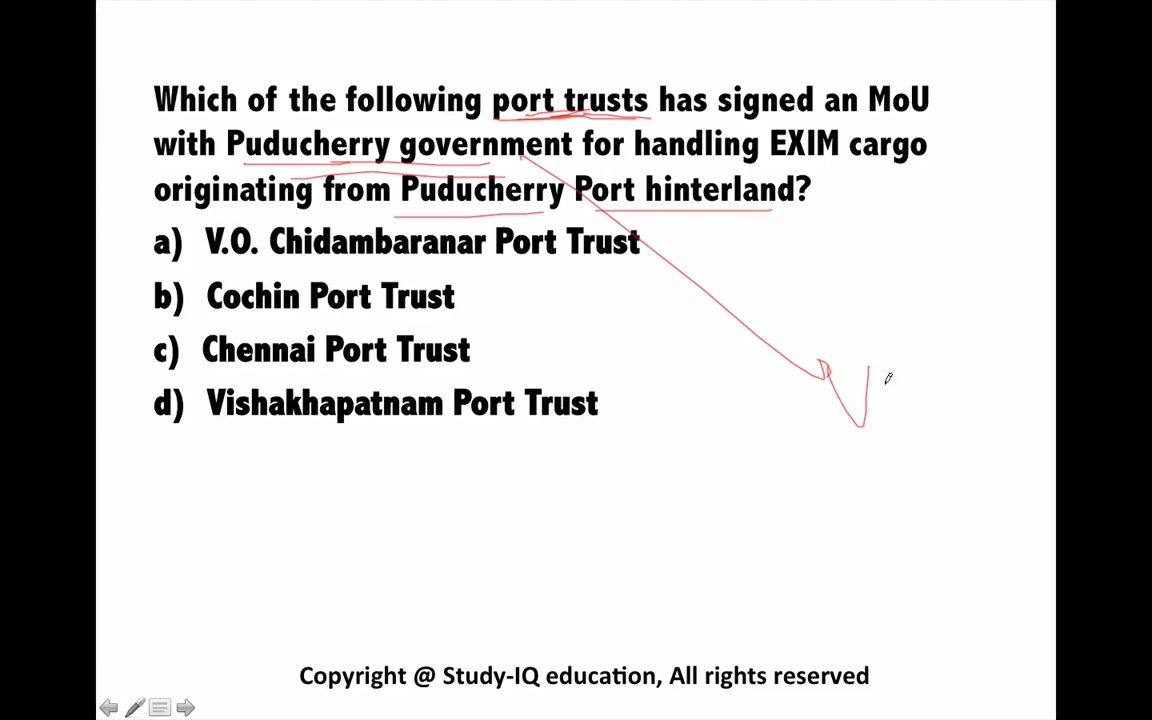 Which of the following port trusts has signed an MoU
with Puducherry government for handling EXIM cargo
originating from Puducherry Port hinterland?
a) V.O. Chidambaranar Port Trust
b) Cochin Port Trust
c) Chennai Port Trust
d) Vishakhapatnam Port Trust
V
Copyright @ Study-IQ education, All rights reserved